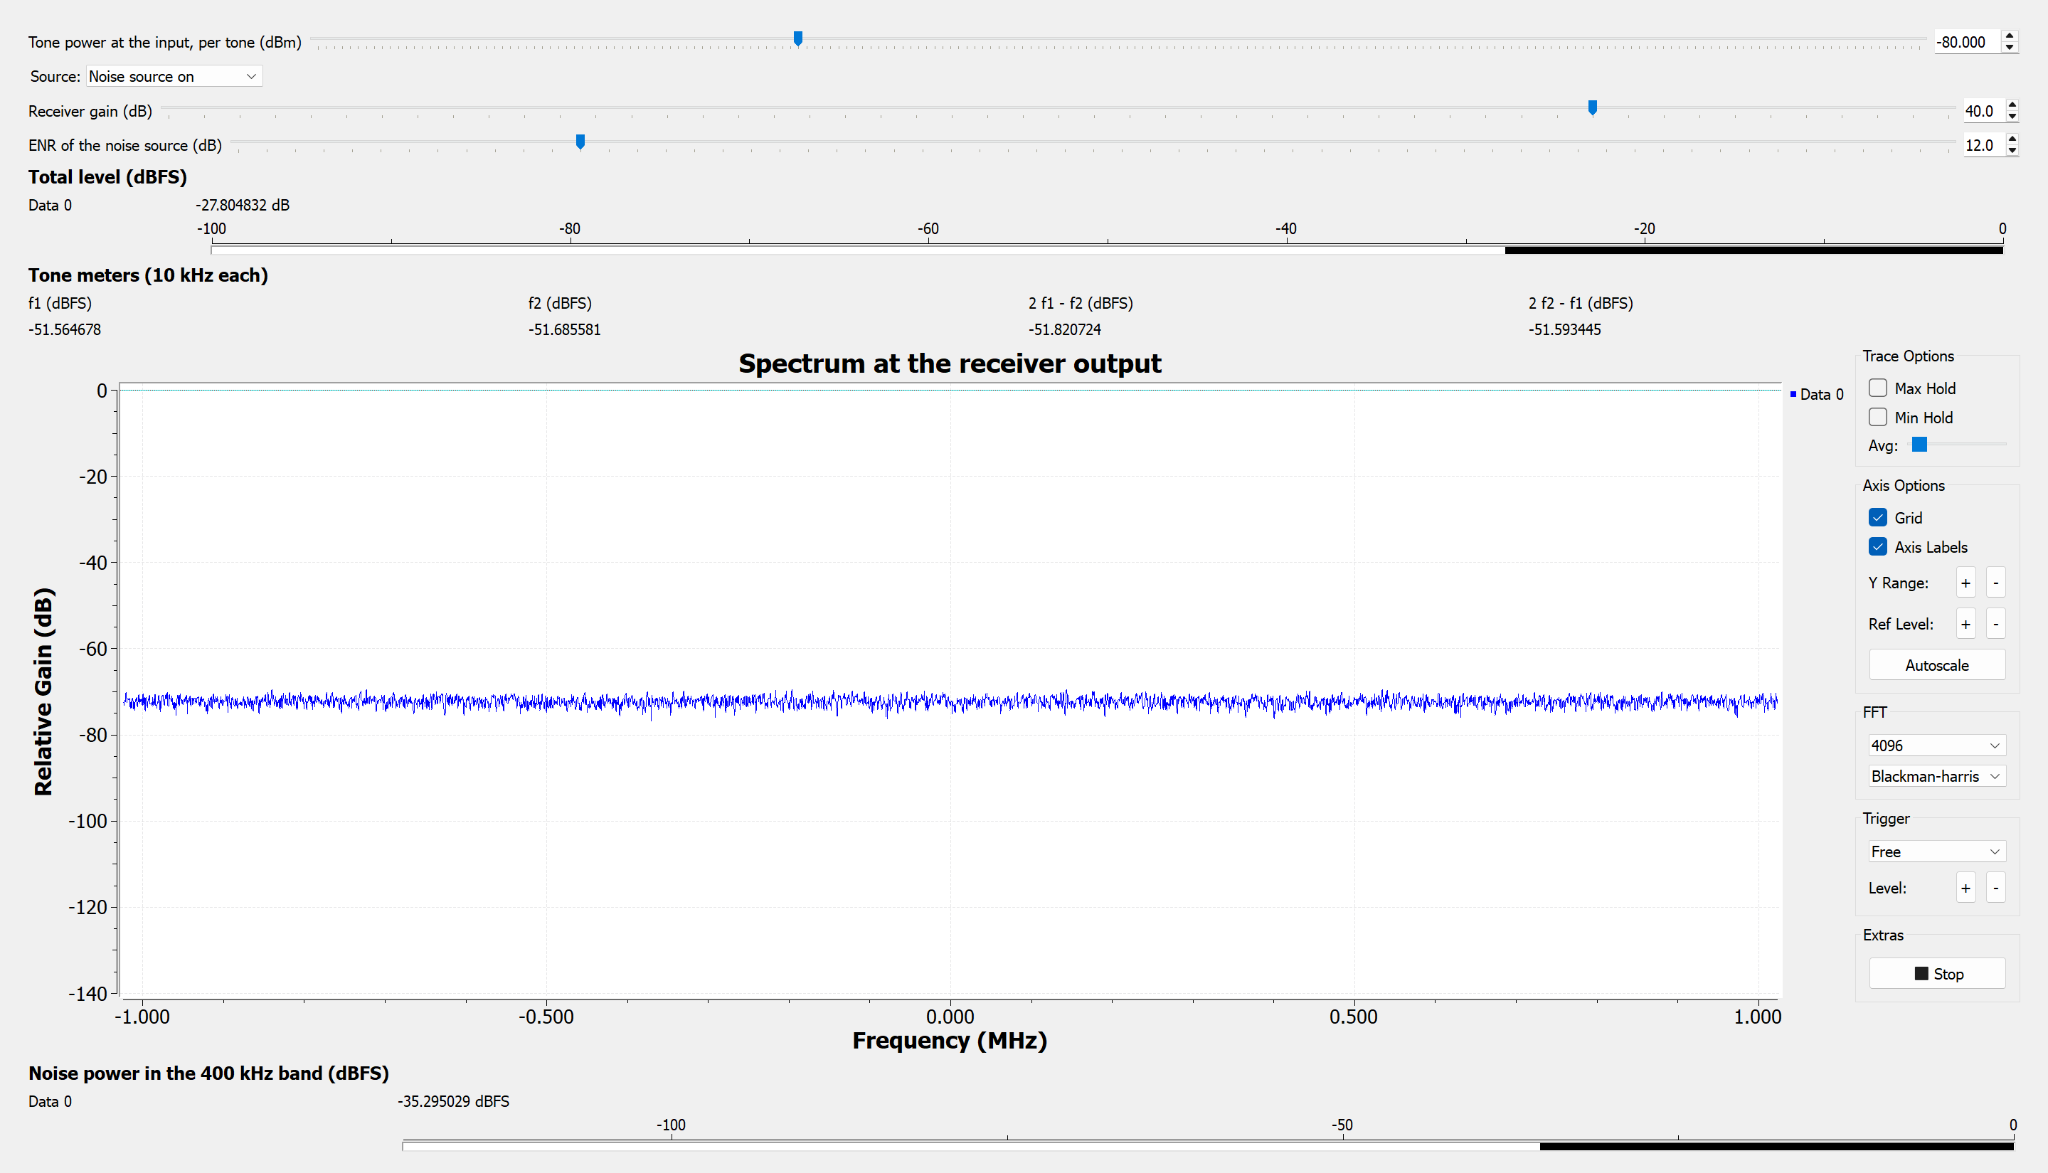 Tone power at the input, per tone (dBm) -80.000
Source: Noise source on
Receiver gain (dB) 40.0
ENR of the noise source (dB) 12.0
Total level (dBFS)
Data 0 -27.804832 dB
-100 -80 -60 -40 -20 0
Tone meters (10 kHz each)
f1 (dBFS) f2 (dBFS) 2 f1 - f2 (dBFS) 2 f2 - f1 (dBFS)
-51.564678 -51.685581 -51.820724 -51.593445
Spectrum at the receiver output
Data 0
0
-20
-40
-60
-80
-100
-120
-140
Relative Gain (dB)
-1.000 -0.500 0.000 0.500 1.000
Frequency (MHz)
Trace Options
Max Hold
Min Hold
Avg:
Axis Options
Grid
Axis Labels
Y Range: + -
Ref Level: + -
Autoscale
FFT
4096
Blackman-harris
Trigger
Free
Level: + -
Extras
Stop
Noise power in the 400 kHz band (dBFS)
Data 0 -35.295029 dBFS
-100 -50 0